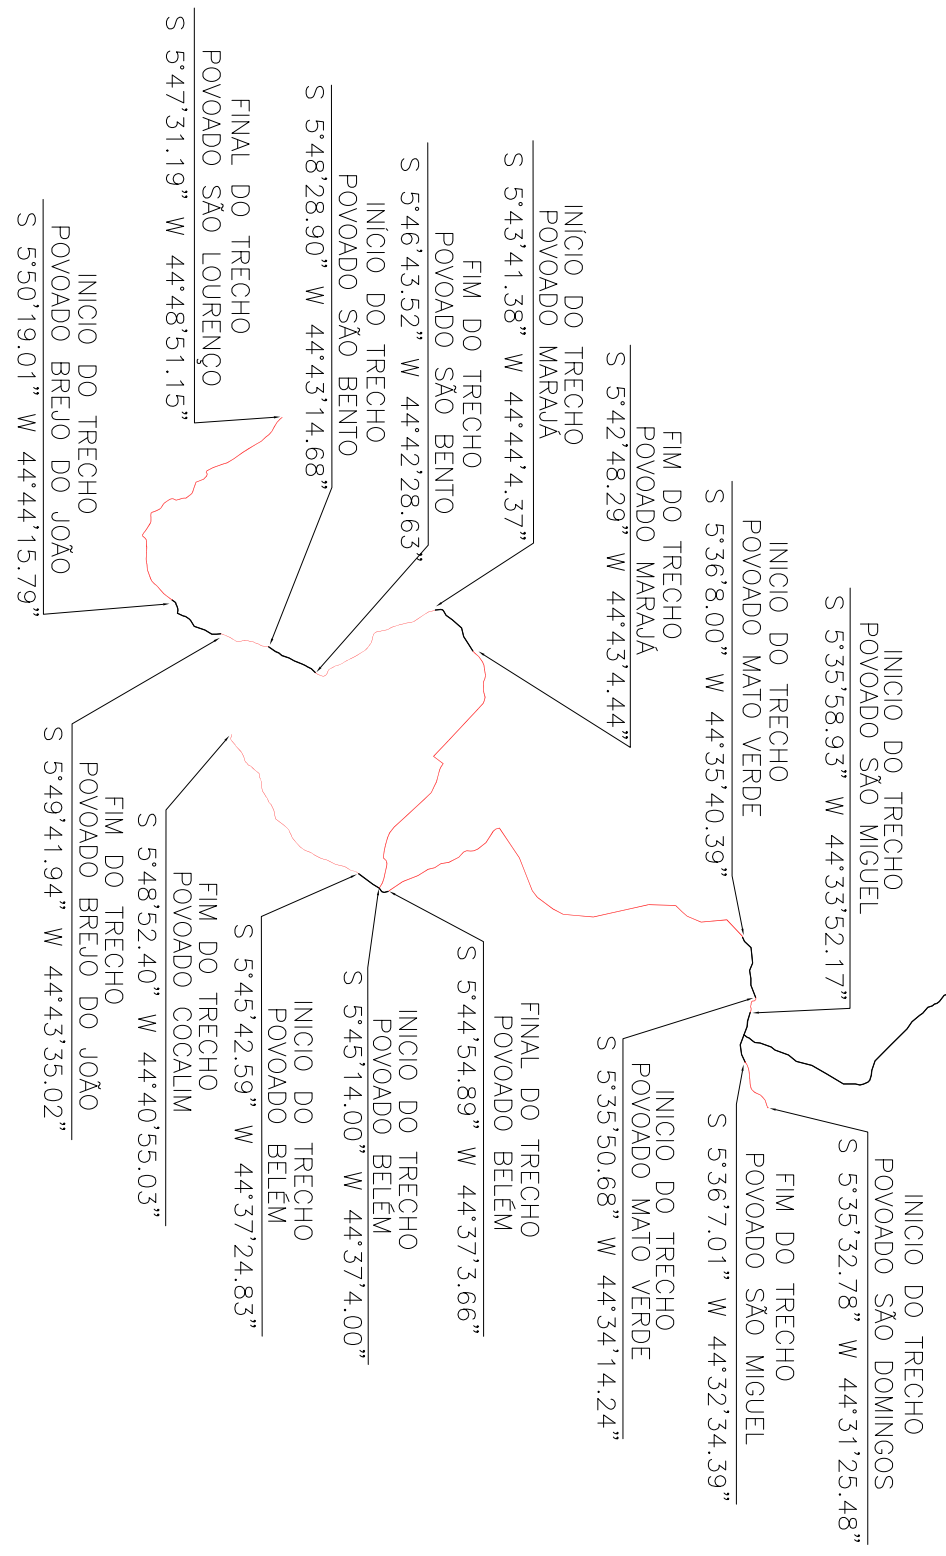 INICIO DO TRECHO
POVOADO SÃO DOMINGOS
S 5°35'32.78” W 44°31'25.48”
INICIO DO TRECHO
POVOADO SÃO MIGUEL
S 5°35'58.93” W 44°33'52.17”
FIM DO TRECHO
POVOADO SÃO MIGUEL
S 5°36'7.01” W 44°32'34.39”
INICIO DO TRECHO
POVOADO MATO VERDE
S 5°36'8.00” W 44°35'40.39”
INICIO DO TRECHO
POVOADO MATO VERDE
S 5°35'50.68” W 44°34'14.24”
FIM DO TRECHO
POVOADO MARAJÁ
S 5°42'48.29” W 44°43'4.44”
INÍCIO DO TRECHO
POVOADO MARAJÁ
S 5°43'41.38” W 44°44'4.37”
FINAL DO TRECHO
POVOADO BELÉM
S 5°44'54.89” W 44°37'3.66”
FIM DO TRECHO
POVOADO SÃO BENTO
S 5°46'43.52” W 44°42'28.63”
INICIO DO TRECHO
POVOADO BELÉM
S 5°45'14.00” W 44°37'4.00”
INÍCIO DO TRECHO
POVOADO SÃO BENTO
S 5°48'28.90” W 44°43'14.68”
INICIO DO TRECHO
POVOADO BELÉM
S 5°45'42.59” W 44°37'24.83”
FINAL DO TRECHO
POVOADO SÃO LOURENÇO
S 5°47'31.19” W 44°48'51.15”
FIM DO TRECHO
POVOADO COCALIM
S 5°48'52.40” W 44°40'55.03”
INICIO DO TRECHO
POVOADO BREJO DO JOÃO
S 5°50'19.01” W 44°44'15.79”
FIM DO TRECHO
POVOADO BREJO DO JOÃO
S 5°49'41.94” W 44°43'35.02”